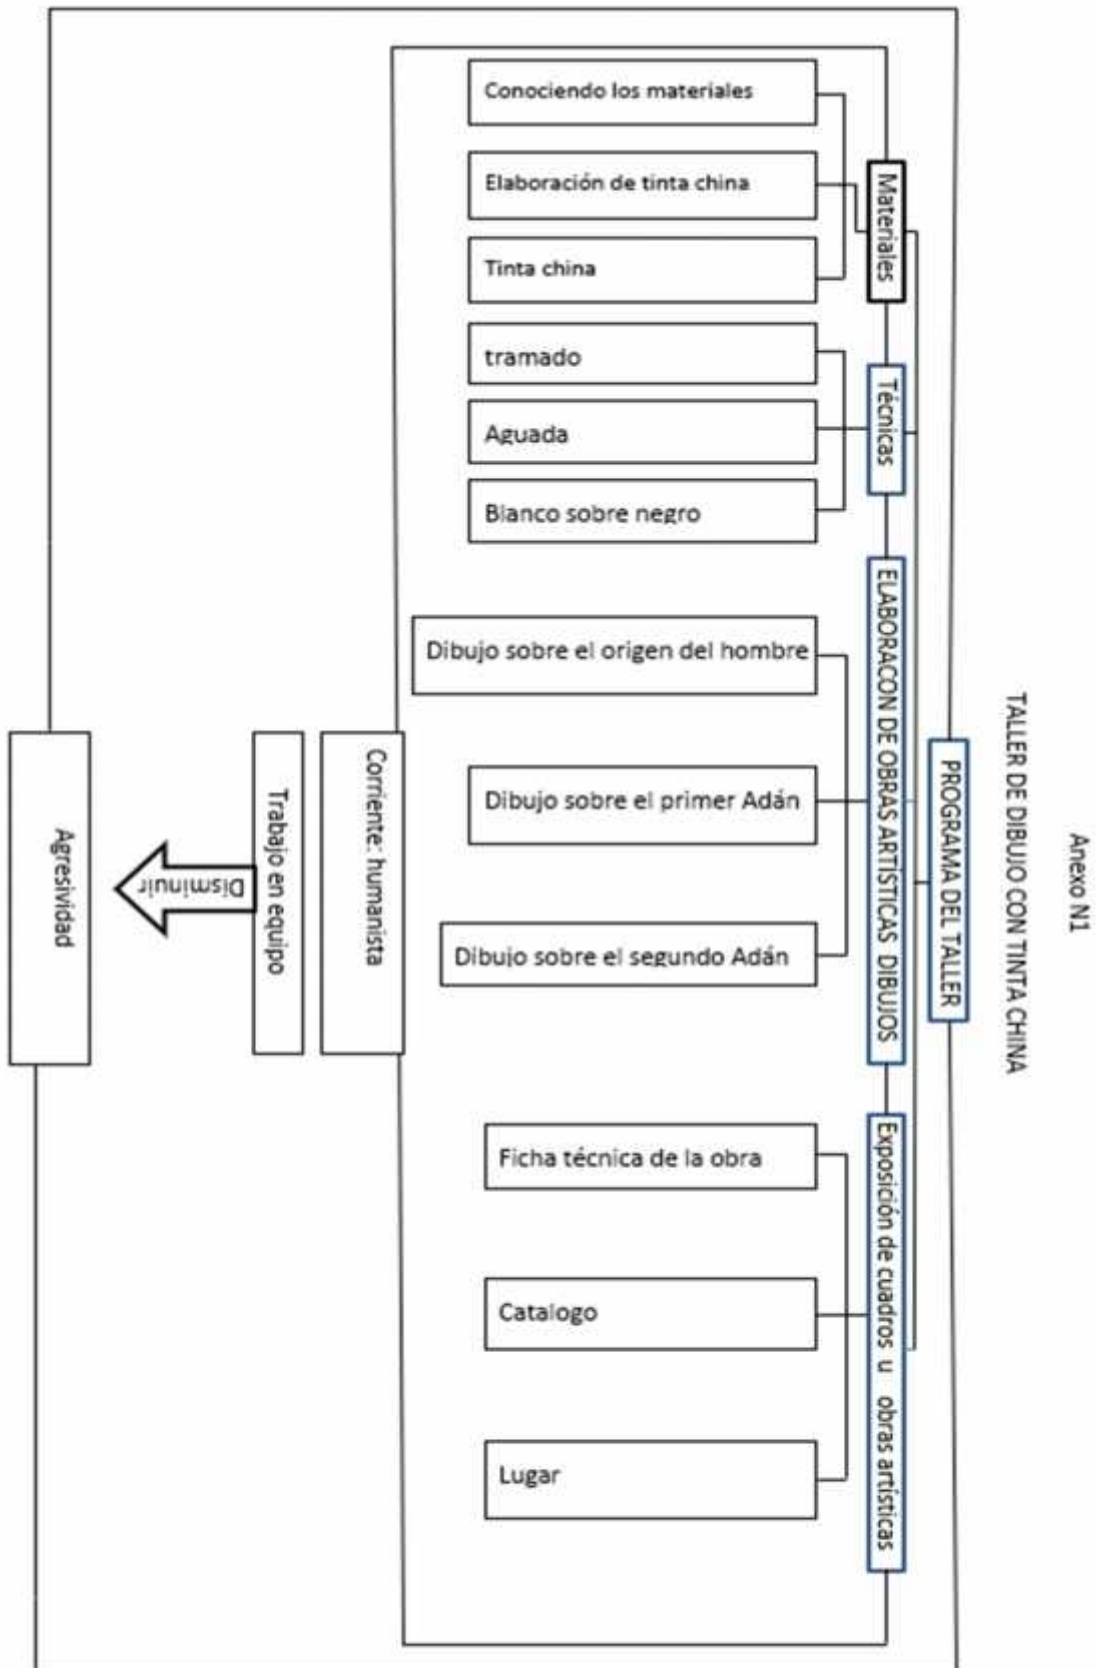 Anexo N1
TALLER DE DIBUJO CON TINTA CHINA
PROGRAMA DEL TALLER
Materiales
Conociendo los materiales
Elaboración de tinta china
Tinta china
Técnicas
tramado
Aguada
Blanco sobre negro
ELABORACON DE OBRAS ARTISTICAS DIBUJOS
Dibujo sobre el origen del hombre
Dibujo sobre el primer Adán
Dibujo sobre el segundo Adán
Exposición de cuadros u obras artísticas
Ficha técnica de la obra
Catalogo
Lugar
Corriente: humanista
Trabajo en equipo
Disminuir
Agresividad